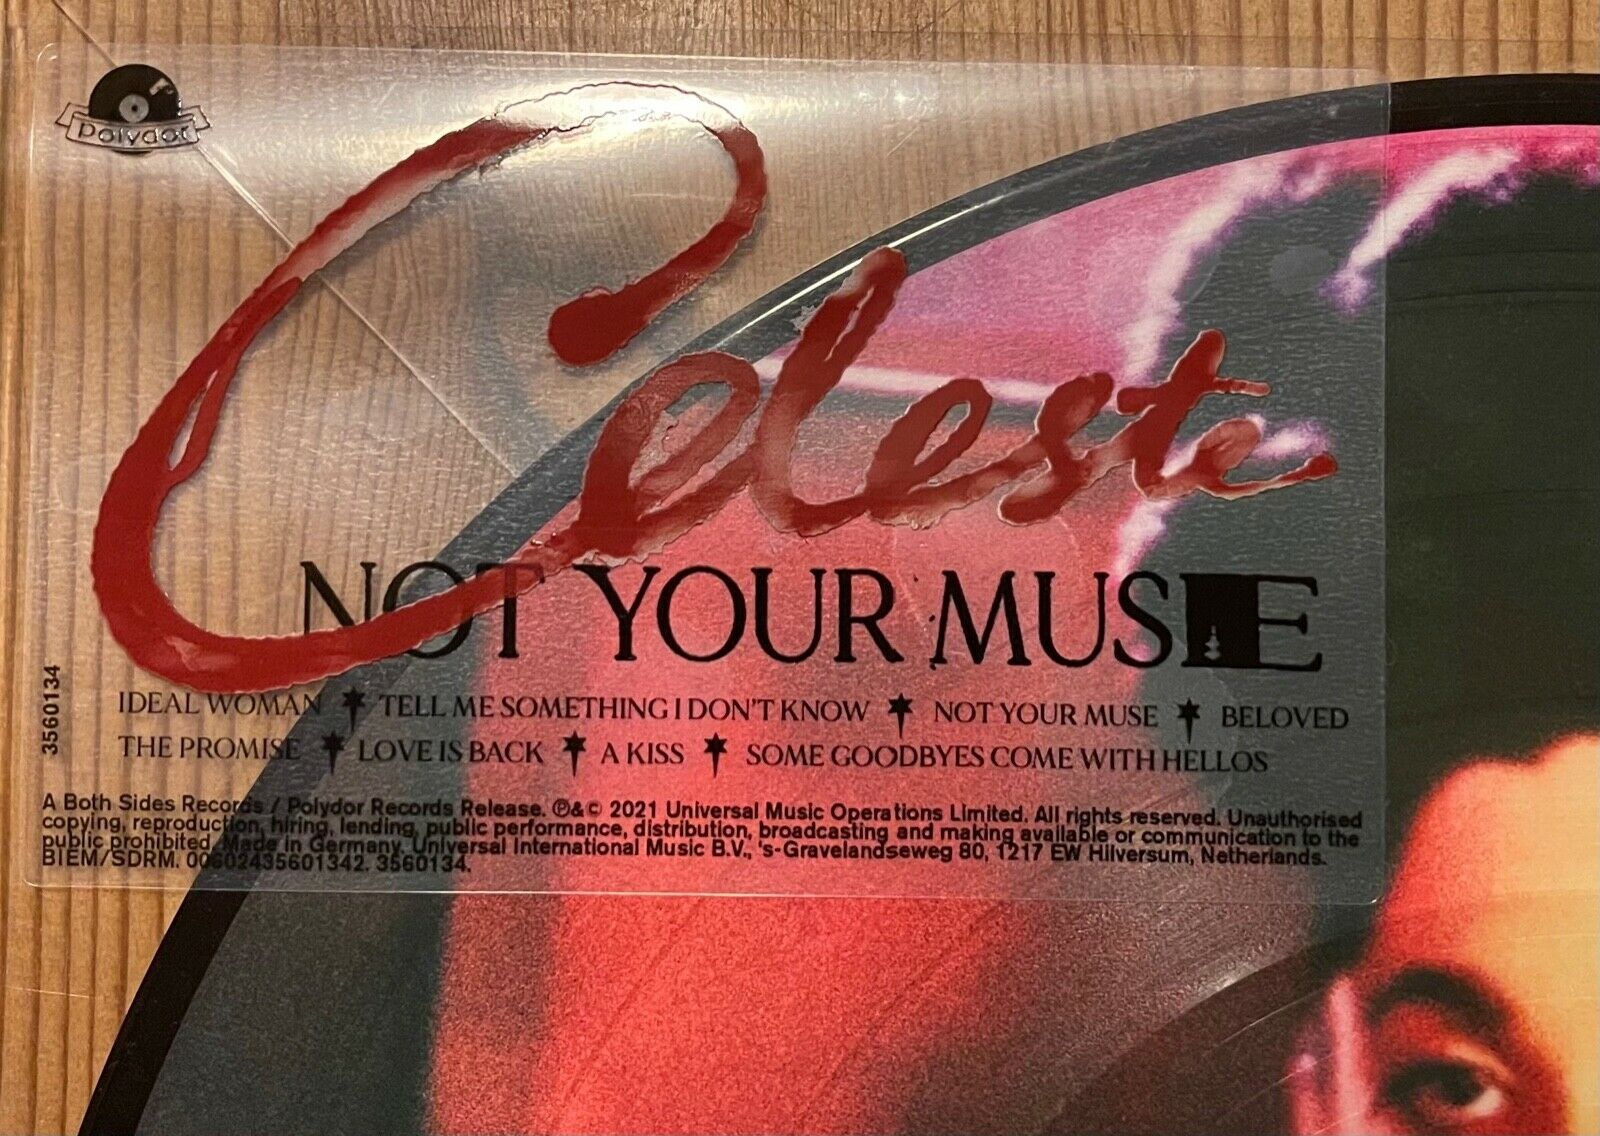 Polydor
Celeste
NOT YOUR MUSE
IDEAL WOMAN TELL ME SOMETHING I DON'T KNOW NOT YOUR MUSE BELOVED
THE PROMISE LOVE IS BACK A KISS SOME GOODBYES COME WITH HELLOS
3560134
A Both Sides Records / Polydor Records Release. ℗&© 2021 Universal Music Operations Limited. All rights reserved. Unauthorised
copying, reproduction, hiring, lending, public performance, distribution, broadcasting and making available or communication to the
public prohibited. Made in Germany. Universal International Music B.V., 's-Gravelandseweg 80, 1217 EW Hilversum, Netherlands.
BIEM/SDRM. 00602435601342. 3560134.